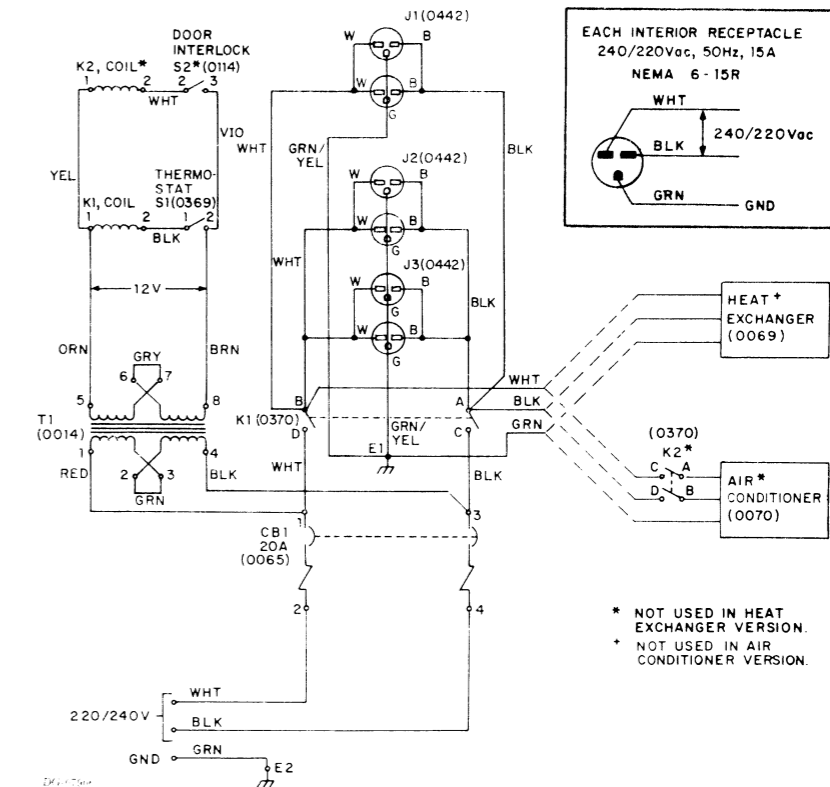 J1(0442)
W B
W B
G
DOOR
INTERLOCK
S2*(0114)
K2, COIL*
1 2 2 3
WHT
VIO
WHT
GRN/
YEL
BLK
YEL
THERMO-
STAT
S1(0369)
K1, COIL
1 2 1 2
BLK
J2(0442)
W B
W B
G
WHT
J3(0442)
W B
W B
G
BLK
12V
ORN
GRY
BRN
6 7
5 8
T1
(0014)
1 4
RED
2 3
GRN
BLK
B A
K1(0370)
D C
GRN/
YEL
E1
WHT
BLK
WHT
BLK
GRN
1 3
CB1
20A
(0065)
2 4
220/240V
WHT
BLK
GND
GRN
E2
EACH INTERIOR RECEPTACLE
240/220Vac, 50Hz, 15A
NEMA 6-15R
WHT
240/220Vac
BLK
GRN
GND
HEAT+
EXCHANGER
(0069)
(0370)
K2*
C A
D B
AIR*
CONDITIONER
(0070)
* NOT USED IN HEAT
EXCHANGER VERSION.
+ NOT USED IN AIR
CONDITIONER VERSION.